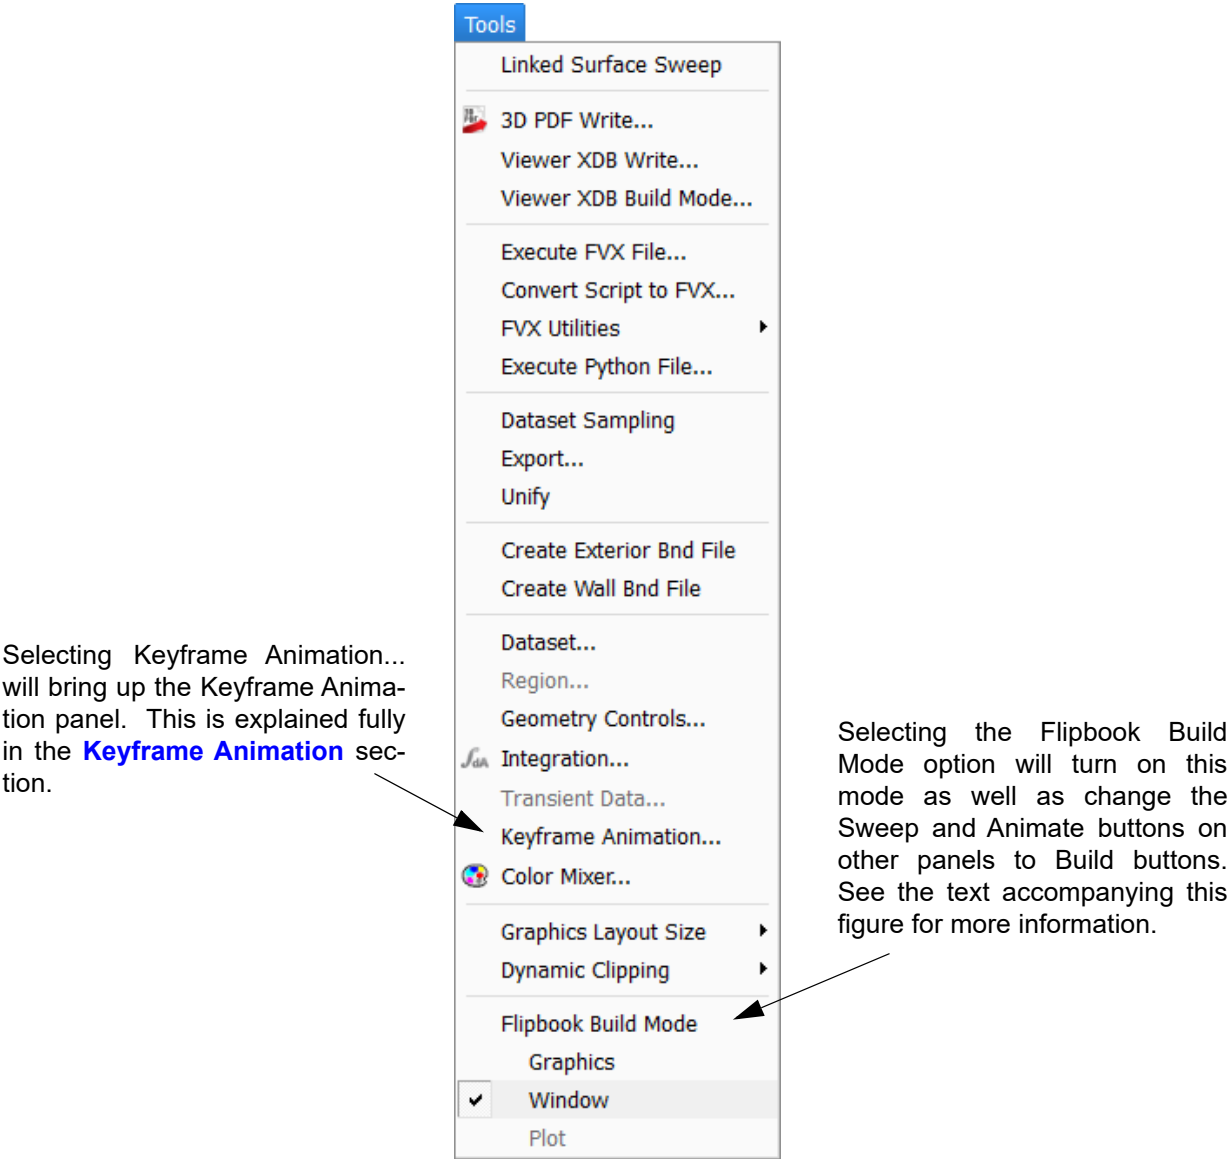 Tools
Linked Surface Sweep
3D PDF Write...
Viewer XDB Write...
Viewer XDB Build Mode...
Execute FVX File...
Convert Script to FVX...
FVX Utilities
Execute Python File...
Dataset Sampling
Export...
Unify
Create Exterior Bnd File
Create Wall Bnd File
Dataset...
Region...
Geometry Controls...
∫dA Integration...
Transient Data...
Keyframe Animation...
Color Mixer...
Graphics Layout Size
Dynamic Clipping
Flipbook Build Mode
Graphics
Window
Plot
Selecting Keyframe Animation...
will bring up the Keyframe Anima-
tion panel. This is explained fully
in the Keyframe Animation sec-
tion.
Selecting the Flipbook Build
Mode option will turn on this
mode as well as change the
Sweep and Animate buttons on
other panels to Build buttons.
See the text accompanying this
figure for more information.